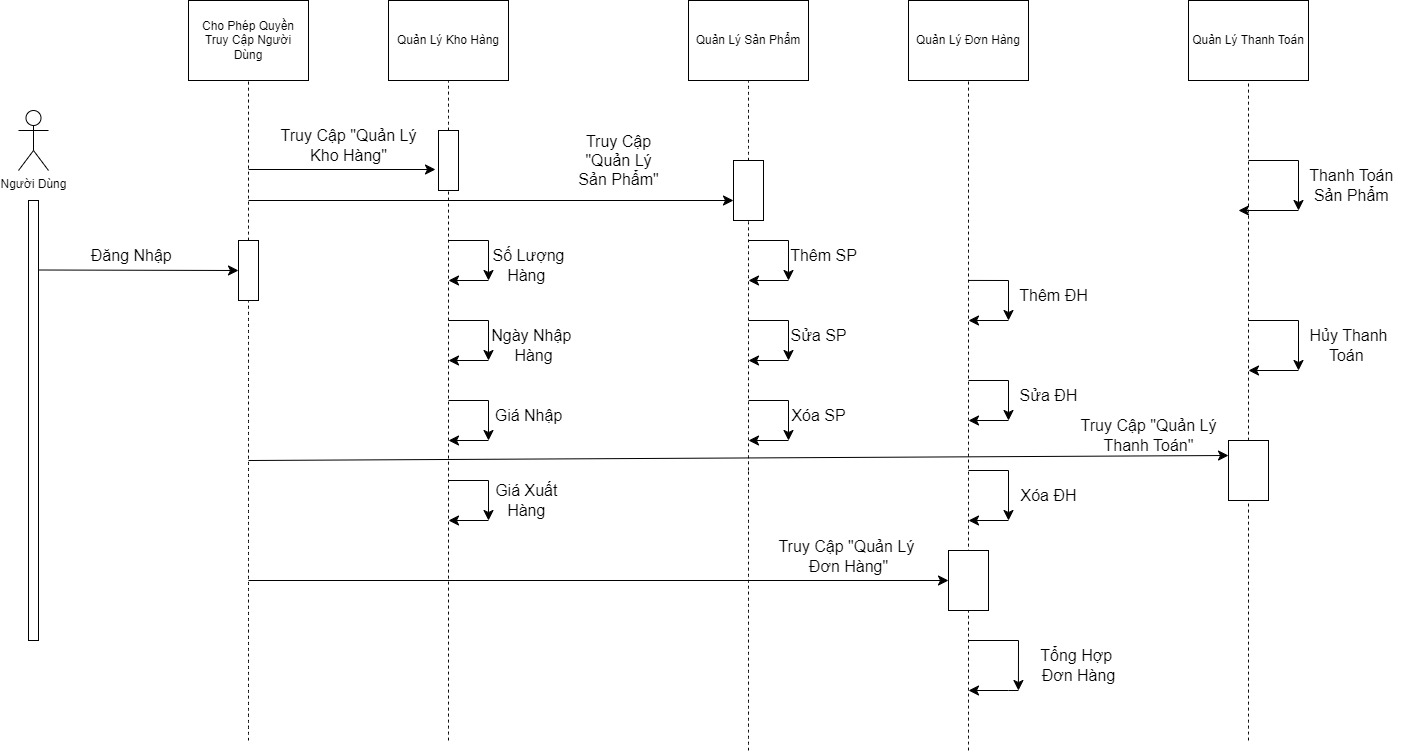 Cho Phép Quyền
Truy Cập Người
Dùng
Quản Lý Kho Hàng
Quản Lý Sản Phẩm
Quản Lý Đơn Hàng
Quản Lý Thanh Toán
Người Dùng
Truy Cập "Quản Lý
Kho Hàng"
Truy Cập
"Quản Lý
Sản Phẩm"
Thanh Toán
Sản Phẩm
Đăng Nhập
Số Lượng
Hàng
Thêm SP
Thêm ĐH
Ngày Nhập
Hàng
Sửa SP
Hủy Thanh
Toán
Giá Nhập
Xóa SP
Sửa ĐH
Truy Cập "Quản Lý
Thanh Toán"
Giá Xuất
Hàng
Xóa ĐH
Truy Cập "Quản Lý
Đơn Hàng"
Tổng Hợp
Đơn Hàng